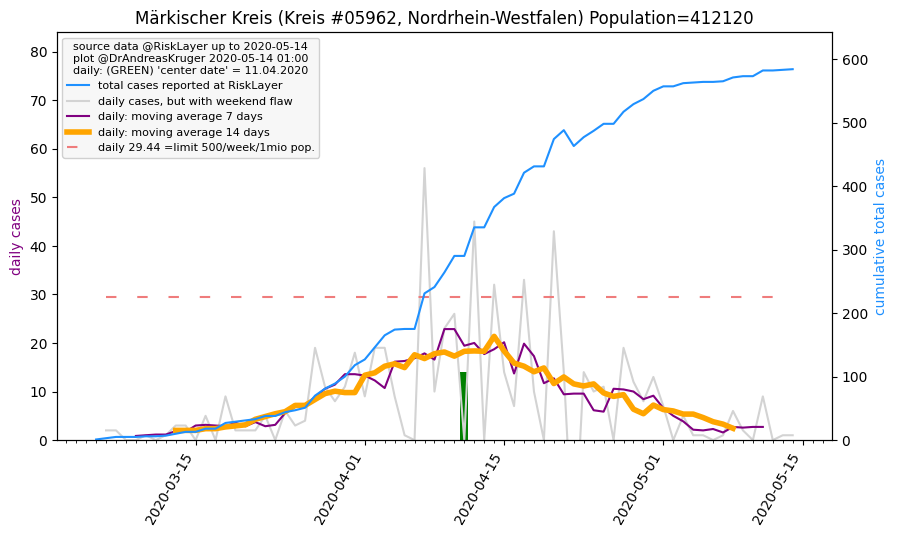 Märkischer Kreis (Kreis #05962, Nordrhein-Westfalen) Population=412120
source data @RiskLayer up to 2020-05-14
plot @DrAndreasKruger 2020-05-14 01:00
daily: (GREEN) 'center date' = 11.04.2020
total cases reported at RiskLayer
daily cases, but with weekend flaw
daily: moving average 7 days
daily: moving average 14 days
daily 29.44 =limit 500/week/1mio pop.
daily cases
80
70
60
50
40
30
20
10
0
cumulative total cases
600
500
400
300
200
100
0
2020-03-15
2020-04-01
2020-04-15
2020-05-01
2020-05-15